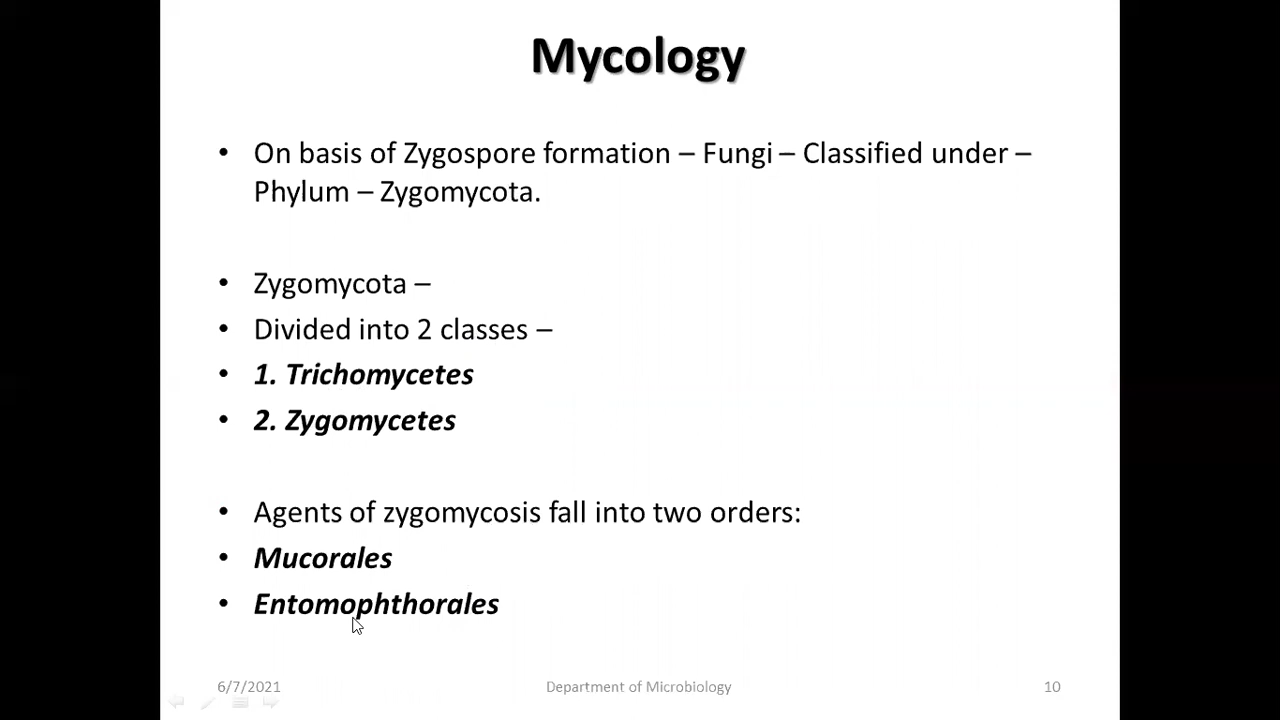 Mycology
• On basis of Zygospore formation – Fungi – Classified under –
Phylum – Zygomycota.
• Zygomycota –
• Divided into 2 classes –
• 1. Trichomycetes
• 2. Zygomycetes
• Agents of zygomycosis fall into two orders:
• Mucorales
• Entomophthorales
6/7/2021 Department of Microbiology 10